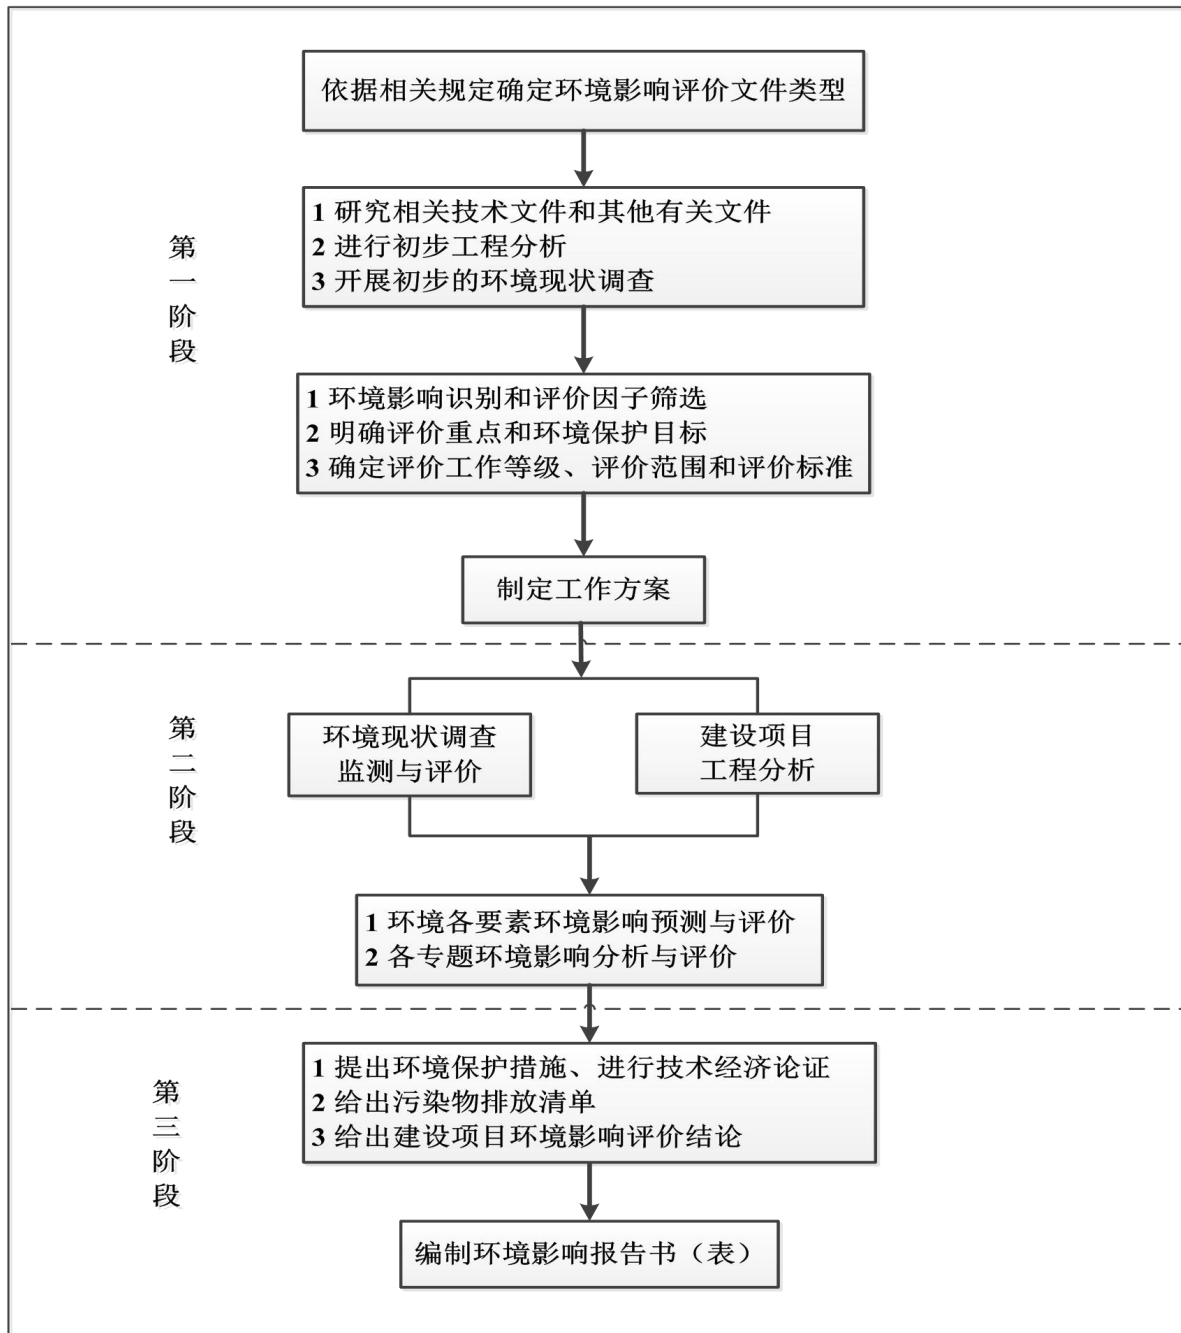 依据相关规定确定环境影响评价文件类型
1 研究相关技术文件和其他有关文件
2 进行初步工程分析
3 开展初步的环境现状调查
第一阶段
1 环境影响识别和评价因子筛选
2 明确评价重点和环境保护目标
3 确定评价工作等级、评价范围和评价标准
制定工作方案
第二阶段
环境现状调查
监测与评价
建设项目
工程分析
1 环境各要素环境影响预测与评价
2 各专题环境影响分析与评价
第三阶段
1 提出环境保护措施、进行技术经济论证
2 给出污染物排放清单
3 给出建设项目环境影响评价结论
编制环境影响报告书（表）